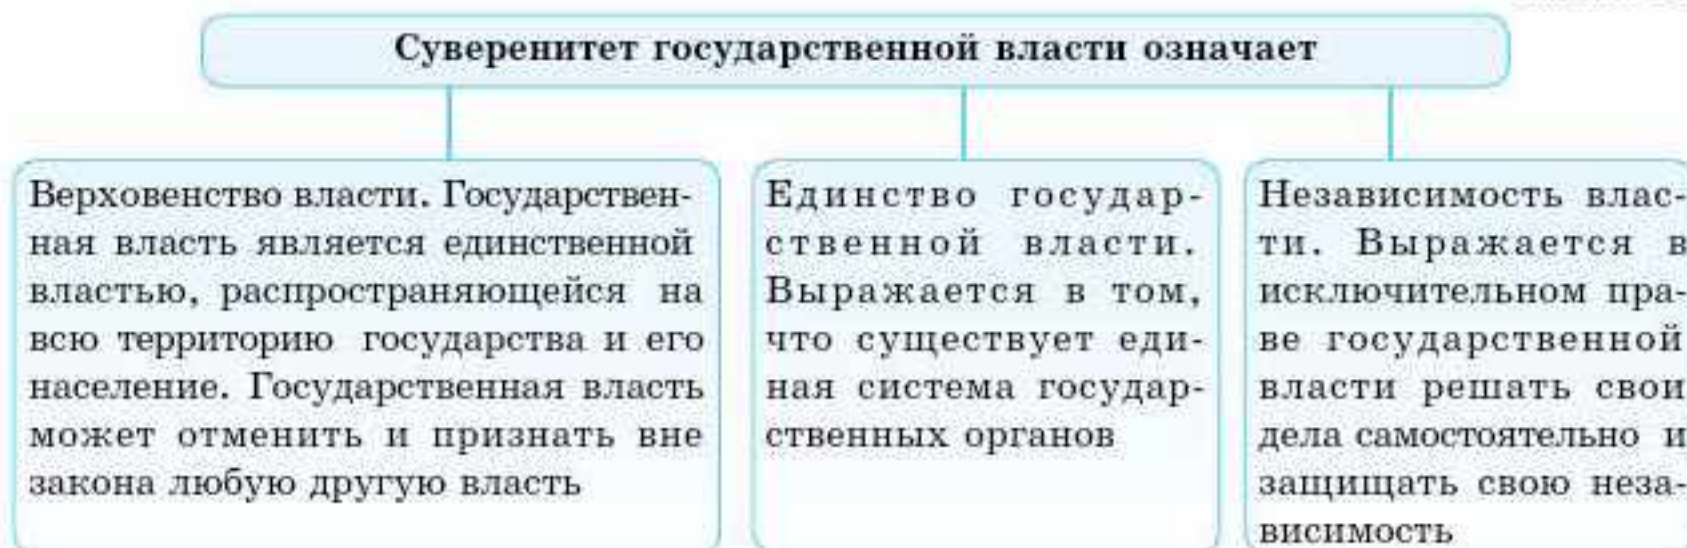 Суверенитет государственной власти означает
Верховенство власти. Государствен-
ная власть является единственной
властью, распространяющейся на
всю территорию государства и его
население. Государственная власть
может отменить и признать вне
закона любую другую власть
Единство государ-
ственной власти.
Выражается в том,
что существует еди-
ная система государ-
ственных органов
Независимость влас-
ти. Выражается в
исключительном пра-
ве государственной
власти решать свои
дела самостоятельно и
защищать свою неза-
висимость